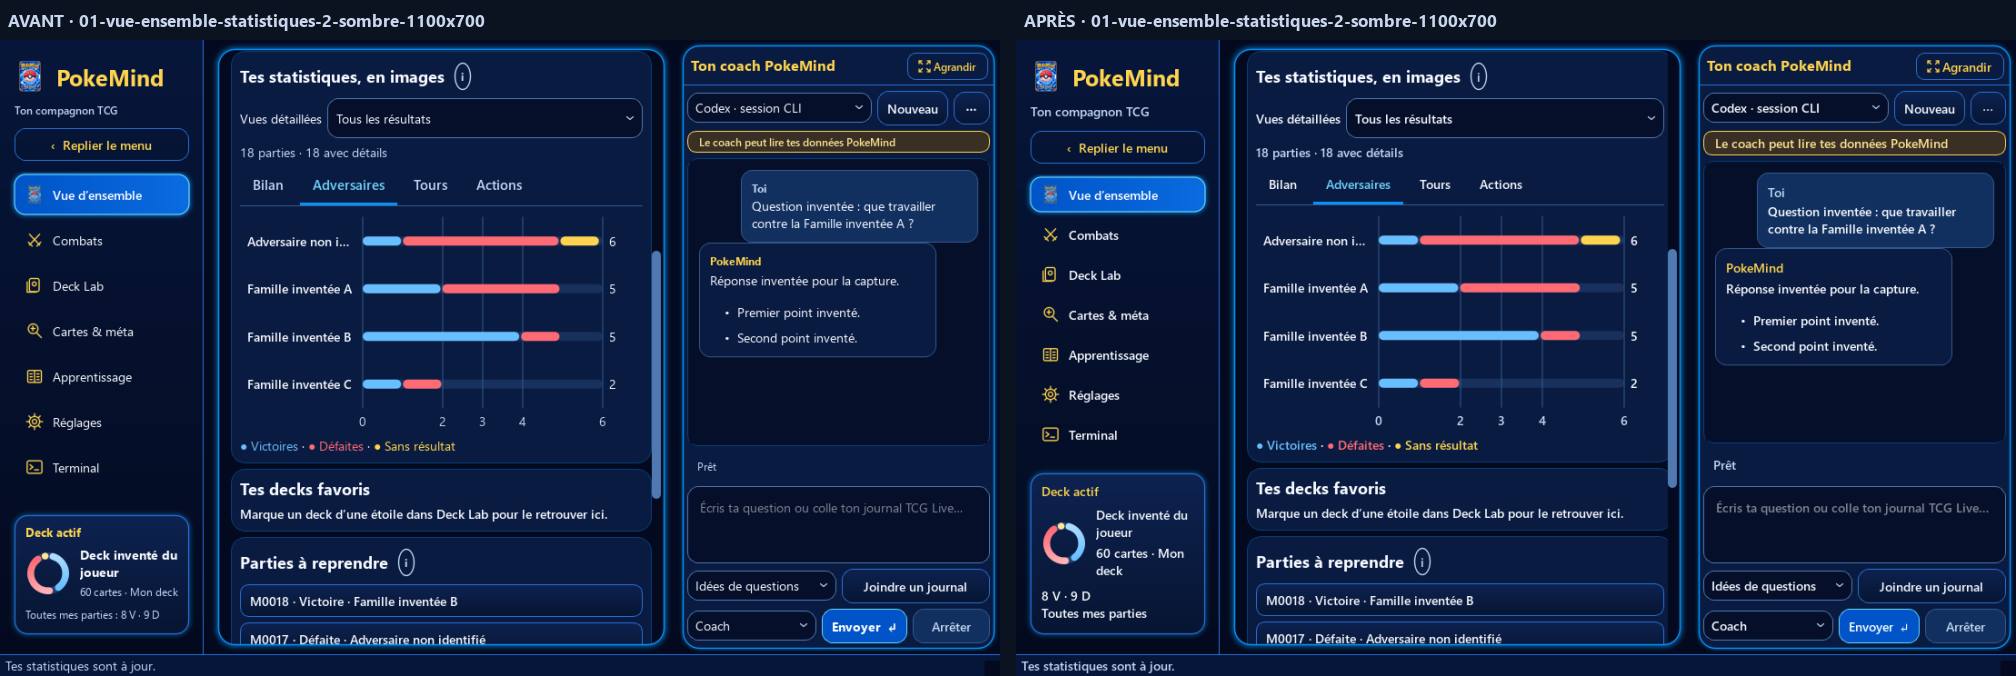 AVANT · 01-vue-ensemble-statistiques-2-sombre-1100x700
PokeMind
Ton compagnon TCG
‹ Replier le menu
Vue d'ensemble
Combats
Deck Lab
Cartes & méta
Apprentissage
Réglages
Terminal
Deck actif
Deck inventé du
joueur
60 cartes · Mon deck
Toutes mes parties : 8 V · 9 D
Tes statistiques, en images i
Vues détaillées Tous les résultats
18 parties · 18 avec détails
Bilan Adversaires Tours Actions
Adversaire non i... 6
Famille inventée A 5
Famille inventée B 5
Famille inventée C 2
0 2 3 4 6
● Victoires · ● Défaites · ● Sans résultat
Tes decks favoris
Marque un deck d'une étoile dans Deck Lab pour le retrouver ici.
Parties à reprendre i
M0018 · Victoire · Famille inventée B
M0017 · Défaite · Adversaire non identifié
Ton coach PokeMind Agrandir
Codex · session CLI Nouveau ...
Le coach peut lire tes données PokeMind
Toi
Question inventée : que travailler
contre la Famille inventée A ?
PokeMind
Réponse inventée pour la capture.
• Premier point inventé.
• Second point inventé.
Prêt
Écris ta question ou colle ton journal TCG Live...
Idées de questions Joindre un journal
Coach Envoyer ↵ Arrêter
Tes statistiques sont à jour.
APRÈS · 01-vue-ensemble-statistiques-2-sombre-1100x700
PokeMind
Ton compagnon TCG
‹ Replier le menu
Vue d'ensemble
Combats
Deck Lab
Cartes & méta
Apprentissage
Réglages
Terminal
Deck actif
Deck inventé du
joueur
60 cartes · Mon
deck
8 V · 9 D
Toutes mes parties
Tes statistiques, en images i
Vues détaillées Tous les résultats
18 parties · 18 avec détails
Bilan Adversaires Tours Actions
Adversaire non i... 6
Famille inventée A 5
Famille inventée B 5
Famille inventée C 2
0 2 3 4 6
● Victoires · ● Défaites · ● Sans résultat
Tes decks favoris
Marque un deck d'une étoile dans Deck Lab pour le retrouver ici.
Parties à reprendre i
M0018 · Victoire · Famille inventée B
M0017 · Défaite · Adversaire non identifié
Ton coach PokeMind Agrandir
Codex · session CLI Nouveau ...
Le coach peut lire tes données PokeMind
Toi
Question inventée : que travailler
contre la Famille inventée A ?
PokeMind
Réponse inventée pour la capture.
• Premier point inventé.
• Second point inventé.
Prêt
Écris ta question ou colle ton journal TCG Live...
Idées de questions Joindre un journal
Coach Envoyer ↵ Arrêter
Tes statistiques sont à jour.